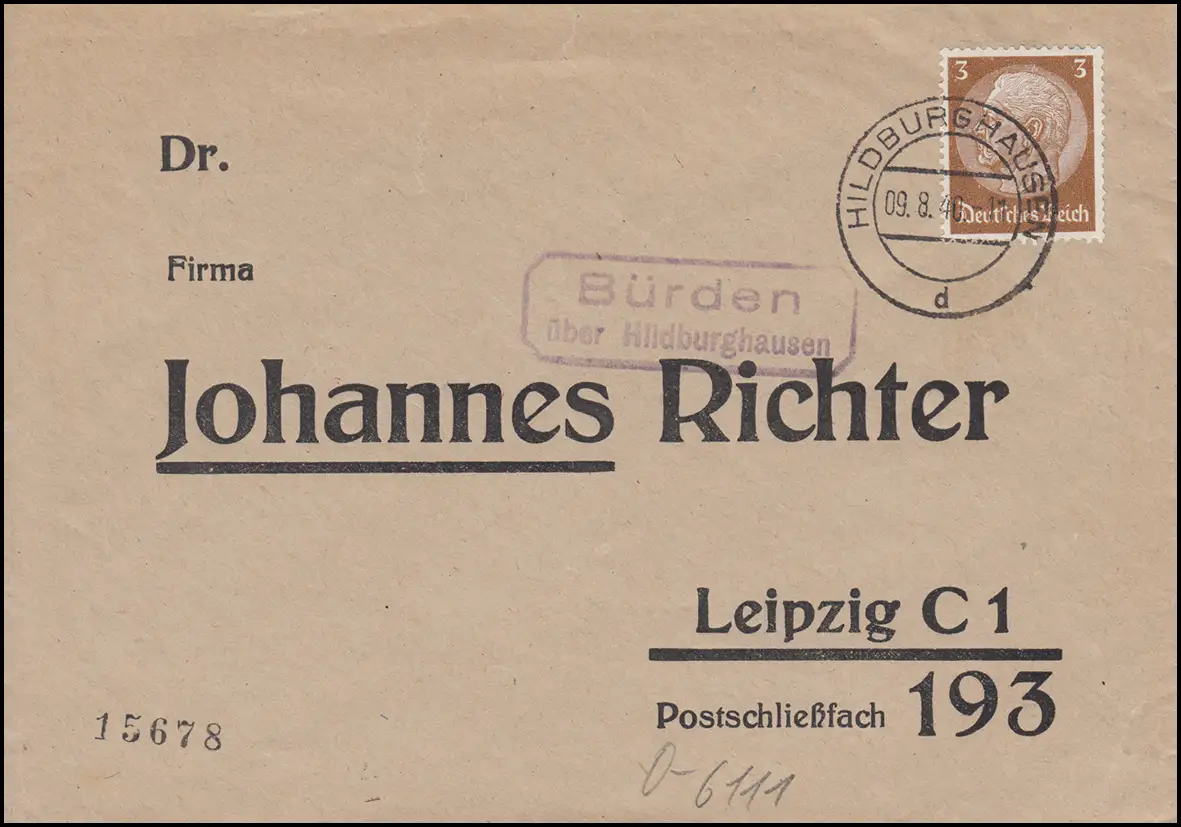 3 3
Deutsches Reich
HILDBURGHAUSEN
09. 8. 40.
d
Dr.
Firma
Bürden
über Hildburghausen
Johannes Richter
Leipzig C 1
Postschließfach 193
15678
O-6111